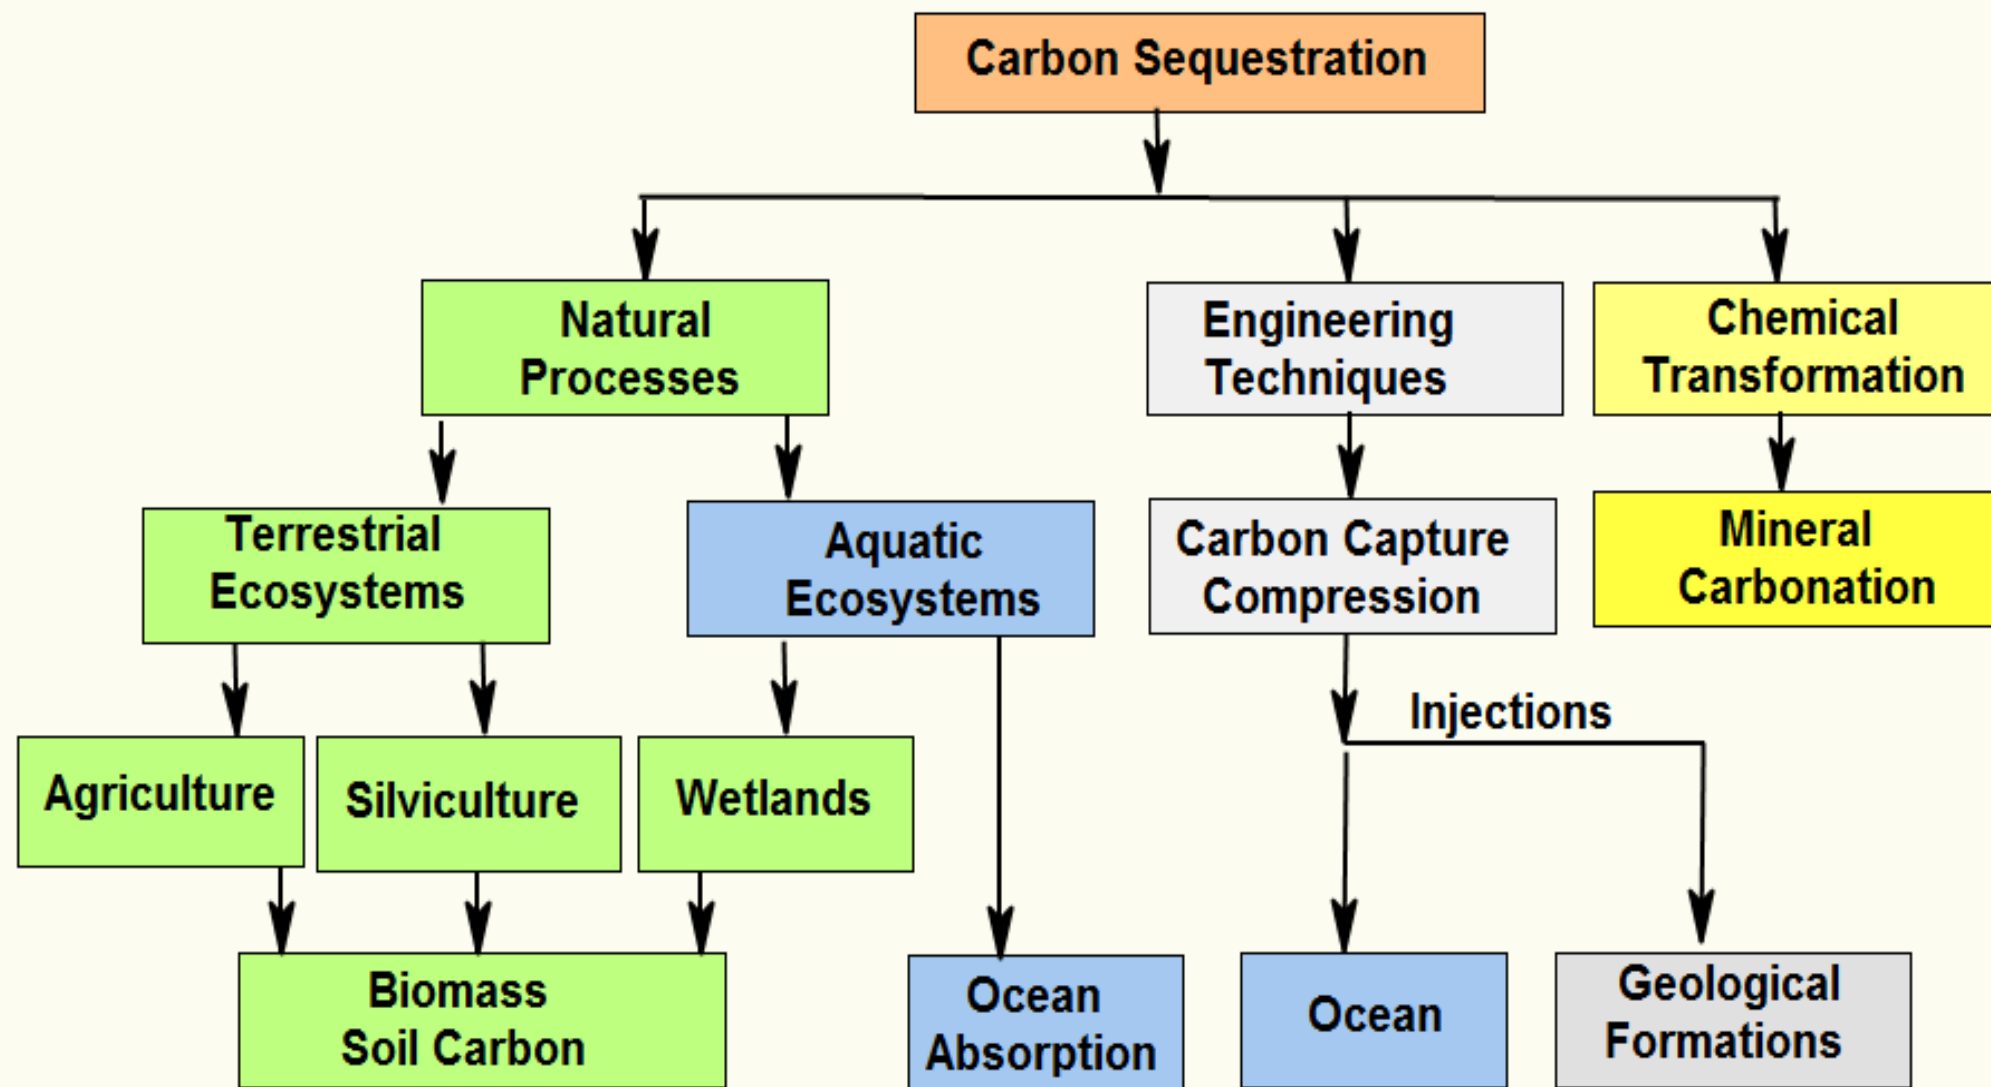 Carbon Sequestration
Natural
Processes
Engineering
Techniques
Chemical
Transformation
Terrestrial
Ecosystems
Aquatic
Ecosystems
Carbon Capture
Compression
Mineral
Carbonation
Injections
Agriculture
Silviculture
Wetlands
Biomass
Soil Carbon
Ocean
Absorption
Ocean
Geological
Formations